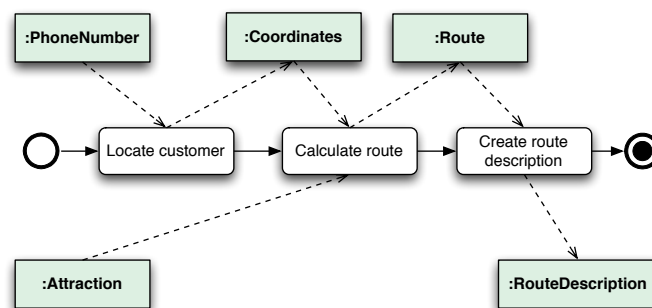 :PhoneNumber
:Coordinates
:Route
Locate customer
Calculate route
Create route
description
:Attraction
:RouteDescription